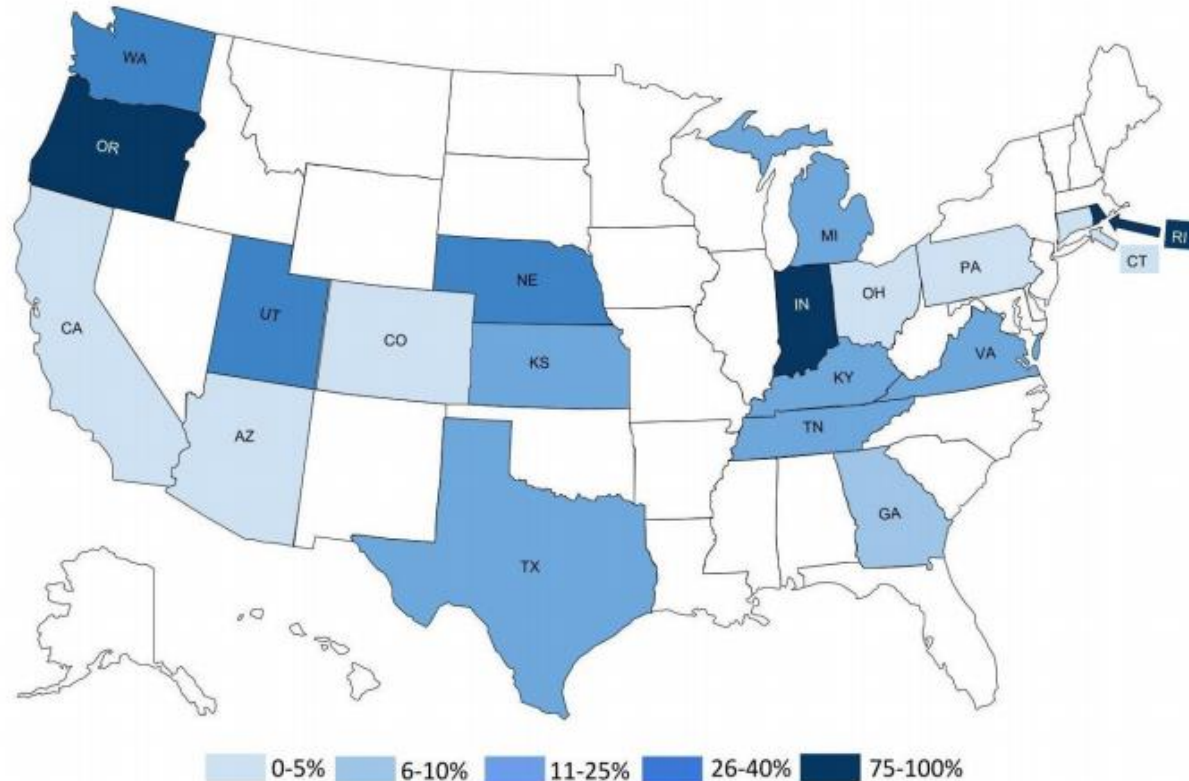 WA
OR
MI
RI
CT
PA
NE
IN
OH
CA
UT
CO
VA
KS
KY
AZ
TN
GA
TX
0-5% 6-10% 11-25% 26-40% 75-100%